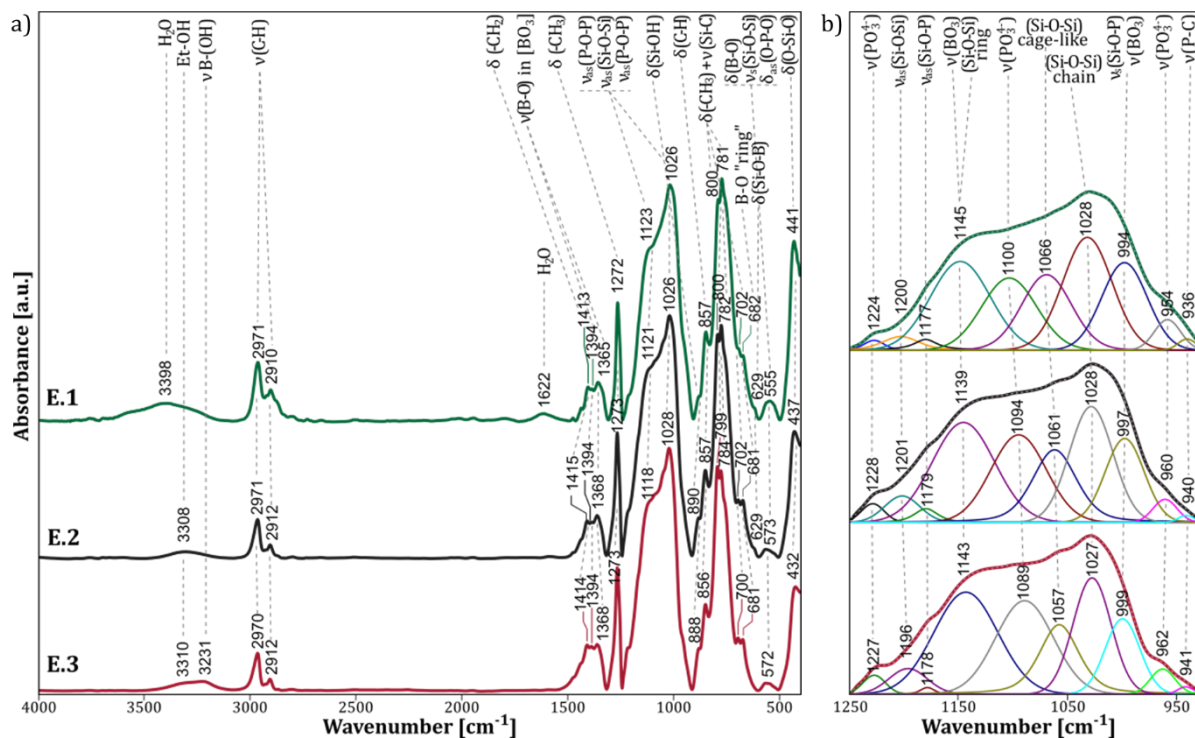 a)
H₂O
Et-OH
ν B-(OH)
ν(C-H)
δ (-CH₂)
ν(B-O) in [BO₃]
δ (-CH₃)
νas(P-O-P)
νas(Si-O-Si)
νas(P-O-P)
δ(Si-OH)
δ(C-H)
δ(-CH₃) + ν(Si-C)
δ(B-O)
νs(Si-O-Si)
δas(O-P-O)
δ(O-Si-O)
B-O "ring"
δ(Si-O-B)
H₂O
Absorbance [a.u.]
E.1
3398
2971
2910
1622
1413
1394
1365
1272
1123
1026
857
800
781
702
682
629
555
441
E.2
3308
2971
2912
1415
1394
1368
1273
1121
1026
890
857
800
782
702
681
629
573
437
E.3
3310
3231
2970
2912
1414
1394
1368
1273
1118
1028
888
856
799
784
700
681
572
432
4000 3500 3000 2500 2000 1500 1000 500
Wavenumber [cm⁻¹]
b)
ν(PO₃⁴⁻)
νas(Si-O-Si)
νas(Si-O-P)
ν(BO₃)
(Si-O-Si)
ring
ν(PO₃⁴⁻)
(Si-O-Si)
cage-like
(Si-O-Si)
chain
νs(Si-O-P)
ν(BO₃)
ν(PO₃⁴⁻)
ν(P-O)
1224
1200
1177
1145
1100
1066
1028
994
954
936
1228
1201
1179
1139
1094
1061
1028
997
960
940
1227
1196
1178
1143
1089
1057
1027
999
962
941
1250 1150 1050 950
Wavenumber [cm⁻¹]